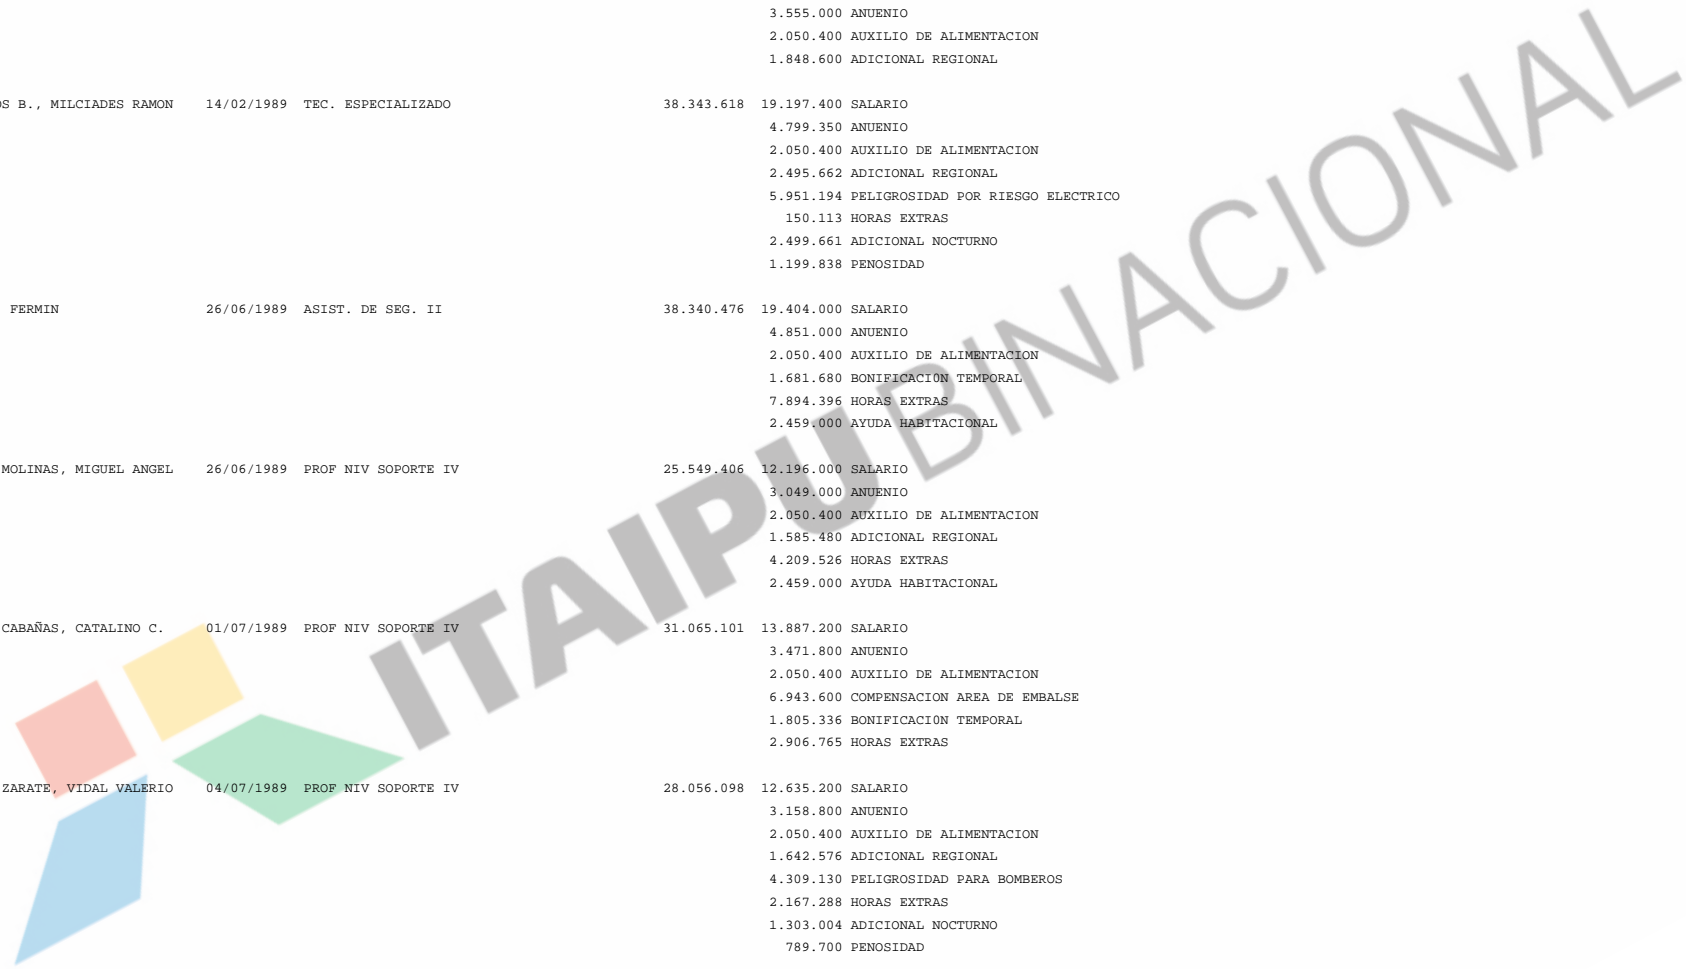 3.555.000 ANUENIO
2.050.400 AUXILIO DE ALIMENTACION
1.848.600 ADICIONAL REGIONAL
OS B., MILCIADES RAMON 14/02/1989 TEC. ESPECIALIZADO 38.343.618 19.197.400 SALARIO
4.799.350 ANUENIO
2.050.400 AUXILIO DE ALIMENTACION
2.495.662 ADICIONAL REGIONAL
5.951.194 PELIGROSIDAD POR RIESGO ELECTRICO
150.113 HORAS EXTRAS
2.499.661 ADICIONAL NOCTURNO
1.199.838 PENOSIDAD
FERMIN 26/06/1989 ASIST. DE SEG. II 38.340.476 19.404.000 SALARIO
4.851.000 ANUENIO
2.050.400 AUXILIO DE ALIMENTACION
1.681.680 BONIFICACI0N TEMPORAL
7.894.396 HORAS EXTRAS
2.459.000 AYUDA HABITACIONAL
MOLINAS, MIGUEL ANGEL 26/06/1989 PROF NIV SOPORTE IV 25.549.406 12.196.000 SALARIO
3.049.000 ANUENIO
2.050.400 AUXILIO DE ALIMENTACION
1.585.480 ADICIONAL REGIONAL
4.209.526 HORAS EXTRAS
2.459.000 AYUDA HABITACIONAL
CABAÑAS, CATALINO C. 01/07/1989 PROF NIV SOPORTE IV 31.065.101 13.887.200 SALARIO
3.471.800 ANUENIO
2.050.400 AUXILIO DE ALIMENTACION
6.943.600 COMPENSACION AREA DE EMBALSE
1.805.336 BONIFICACI0N TEMPORAL
2.906.765 HORAS EXTRAS
ZARATE, VIDAL VALERIO 04/07/1989 PROF NIV SOPORTE IV 28.056.098 12.635.200 SALARIO
3.158.800 ANUENIO
2.050.400 AUXILIO DE ALIMENTACION
1.642.576 ADICIONAL REGIONAL
4.309.130 PELIGROSIDAD PARA BOMBEROS
2.167.288 HORAS EXTRAS
1.303.004 ADICIONAL NOCTURNO
789.700 PENOSIDAD
ITAIPU BINACIONAL